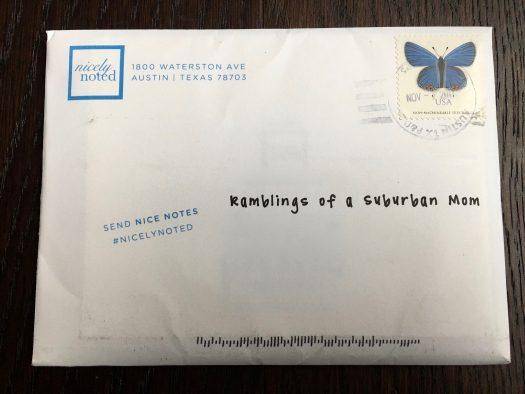 nicely
noted
1800 WATERSTON AVE
AUSTIN | TEXAS 78703
NOV
USA
SEND NICE NOTES
#NICELYNOTED
Ramblings of a Suburban Mom